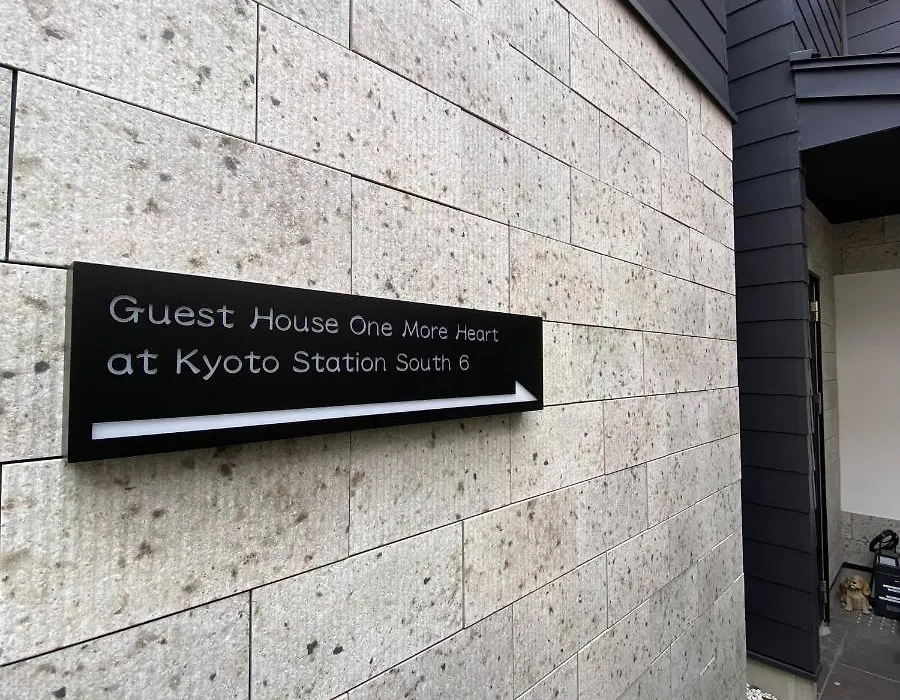 Guest House One More Heart
at Kyoto Station South 6